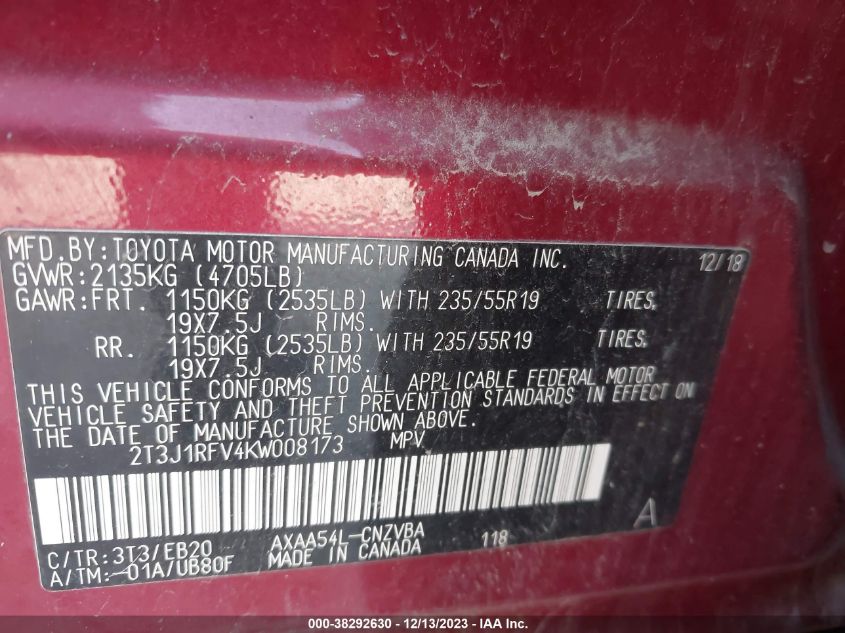 MFD.BY:TOYOTA MOTOR MANUFACTURING CANADA INC. 12/18
GVWR:2135KG (4705LB)
GAWR:FRT. 1150KG (2535LB) WITH 235/55R19 TIRES.
19X7.5J RIMS.
RR. 1150KG (2535LB) WITH 235/55R19 TIRES.
19X7.5J RIMS.
THIS VEHICLE CONFORMS TO ALL APPLICABLE FEDERAL MOTOR
VEHICLE SAFETY AND THEFT PREVENTION STANDARDS IN EFFECT ON
THE DATE OF MANUFACTURE SHOWN ABOVE.
2T3J1RFV4KW008173 MPV
A
C/TR:3T3/EB20 AXAA54L-CNZVBA 118
A/TM:-01A/UB80F MADE IN CANADA
000-38292630 - 12/13/2023 - 5530 - CERT -